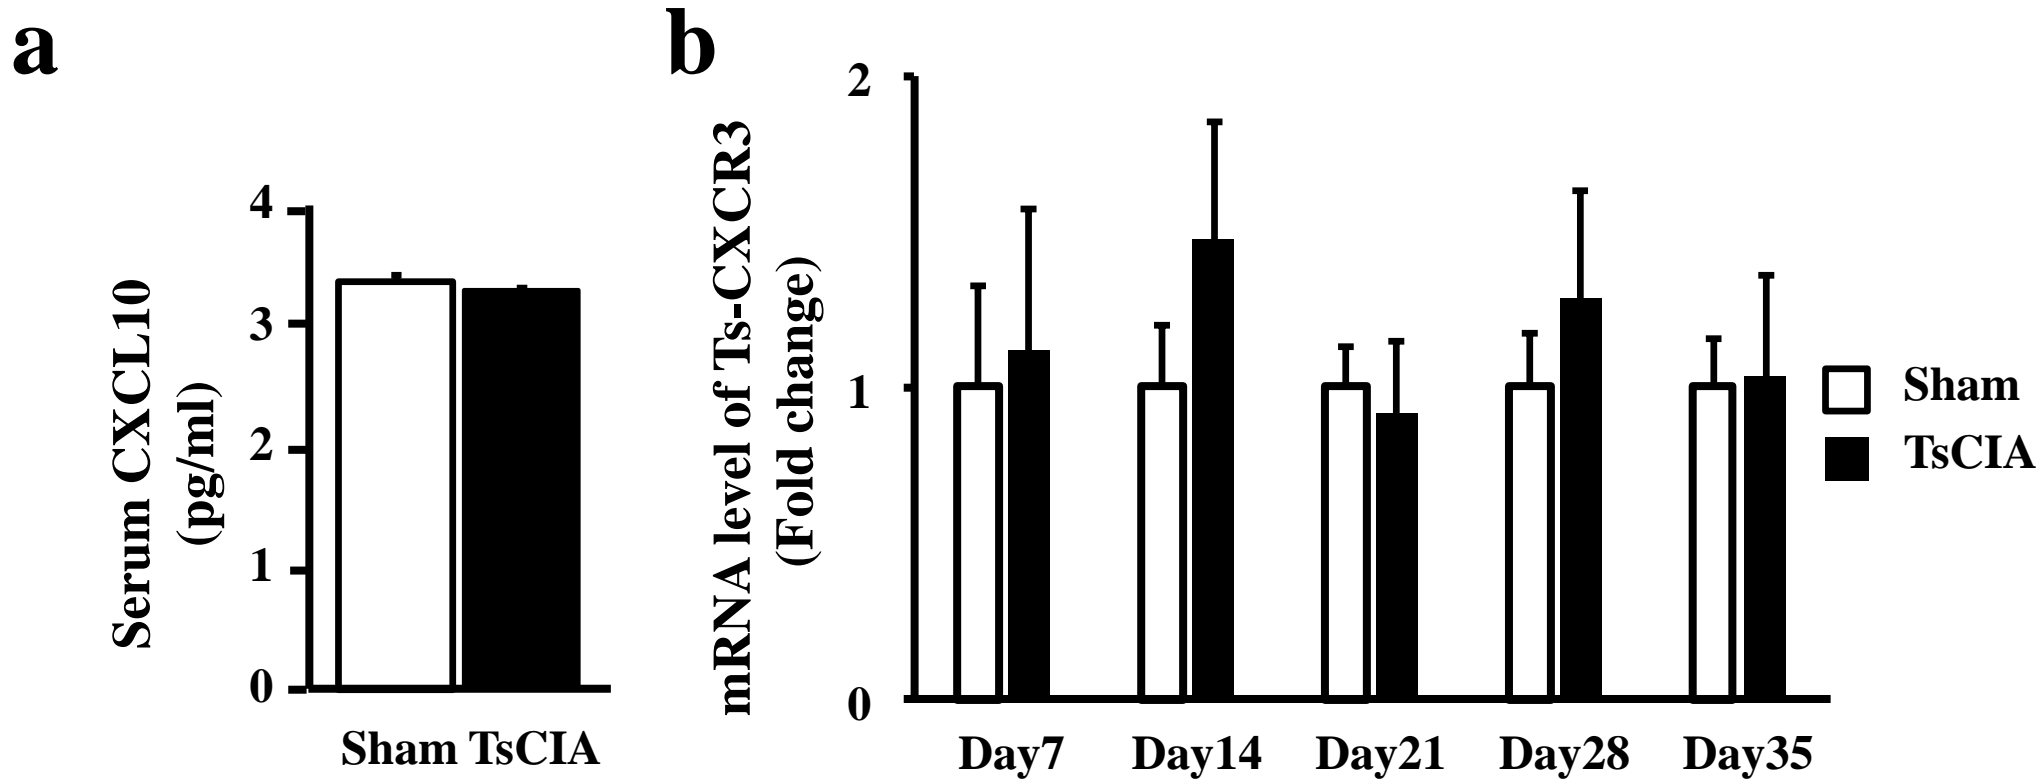 a
Serum CXCL10
(pg/ml)
4
3
2
1
0
Sham TsCIA
b
mRNA level of Ts-CXCR3
(Fold change)
2
1
0
Day7 Day14 Day21 Day28 Day35
Sham
TsCIA